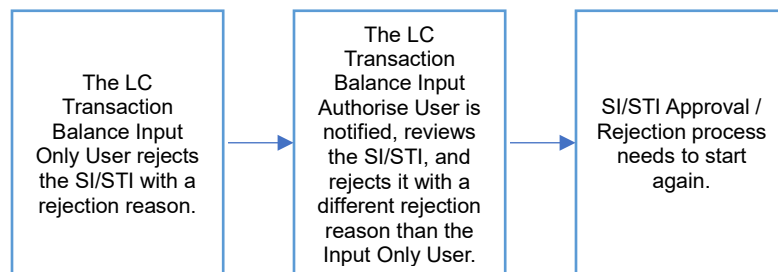 The LC
Transaction
Balance Input
Only User rejects
the SI/STI with a
rejection reason.
The LC
Transaction
Balance Input
Authorise User is
notified, reviews
the SI/STI, and
rejects it with a
different rejection
reason than the
Input Only User.
SI/STI Approval /
Rejection process
needs to start
again.